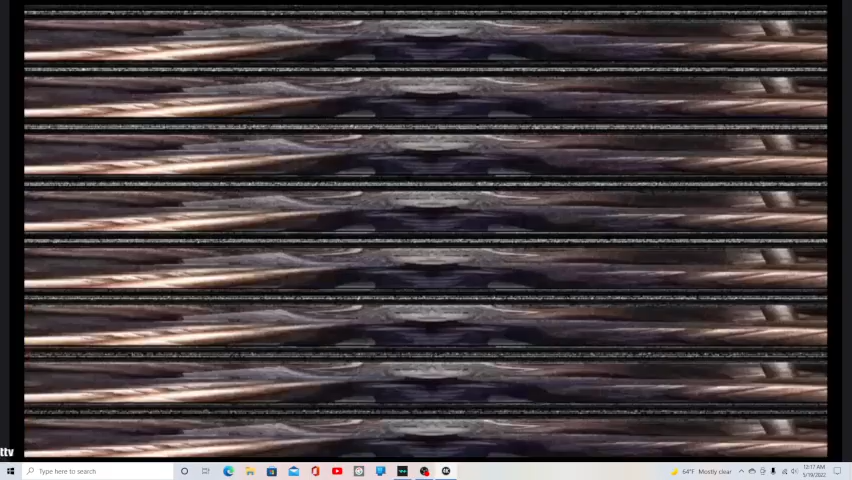 ttv
Type here to search
64°F Mostly clear
12:17 AM
5/19/2022